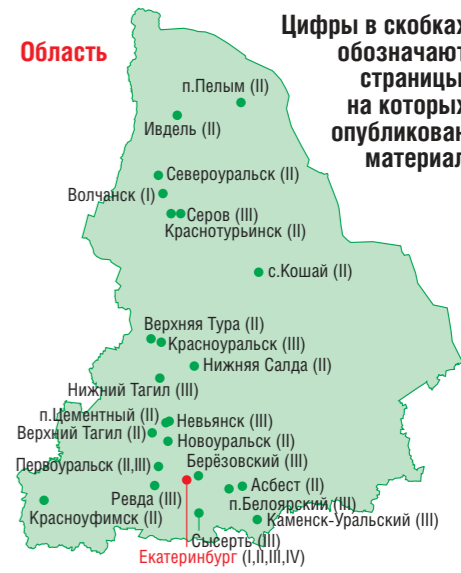 Область
Цифры в скобках
обозначают
страницы,
на которых
опубликован
материал
п.Пелым (II)
Ивдель (II)
Североуральск (II)
Волчанск (I)
Серов (III)
Краснотурьинск (II)
с.Кошай (II)
Верхняя Тура (II)
Красноуральск (III)
Нижняя Салда (II)
Нижний Тагил (III)
п.Цементный (II)
Невьянск (III)
Верхний Тагил (II)
Новоуральск (II)
Первоуральск (II,III)
Берёзовский (III)
Ревда (III)
Асбест (II)
п.Белоярский (III)
Красноуфимск (II)
Каменск-Уральский (III)
Сысерть (III)
Екатеринбург (I,II,III,IV)